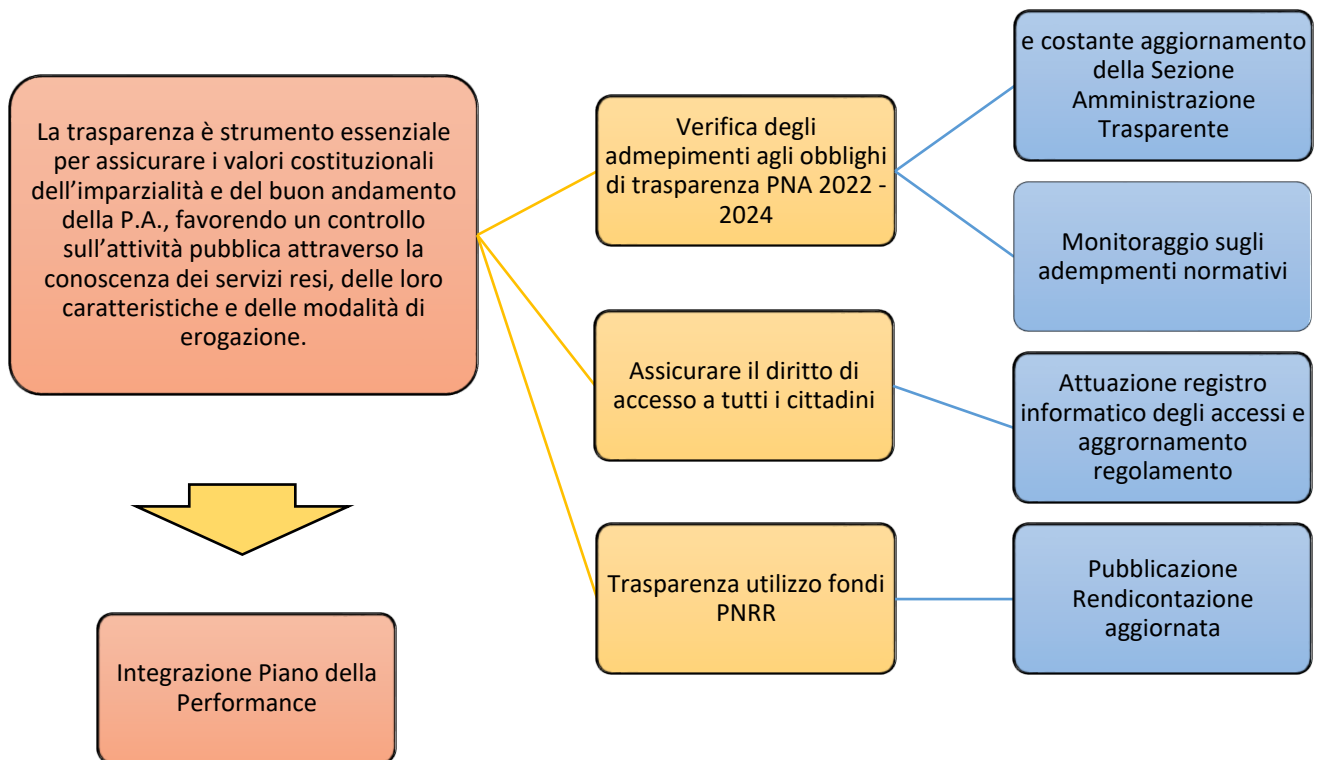 La trasparenza è strumento essenziale
per assicurare i valori costituzionali
dell’imparzialità e del buon andamento
della P.A., favorendo un controllo
sull’attività pubblica attraverso la
conoscenza dei servizi resi, delle loro
caratteristiche e delle modalità di
erogazione.
Integrazione Piano della
Performance
Verifica degli
admepimenti agli obblighi
di trasparenza PNA 2022 -
2024
e costante aggiornamento
della Sezione
Amministrazione
Trasparente
Monitoraggio sugli
adempmenti normativi
Assicurare il diritto di
accesso a tutti i cittadini
Attuazione registro
informatico degli accessi e
aggrornamento
regolamento
Trasparenza utilizzo fondi
PNRR
Pubblicazione
Rendicontazione
aggiornata